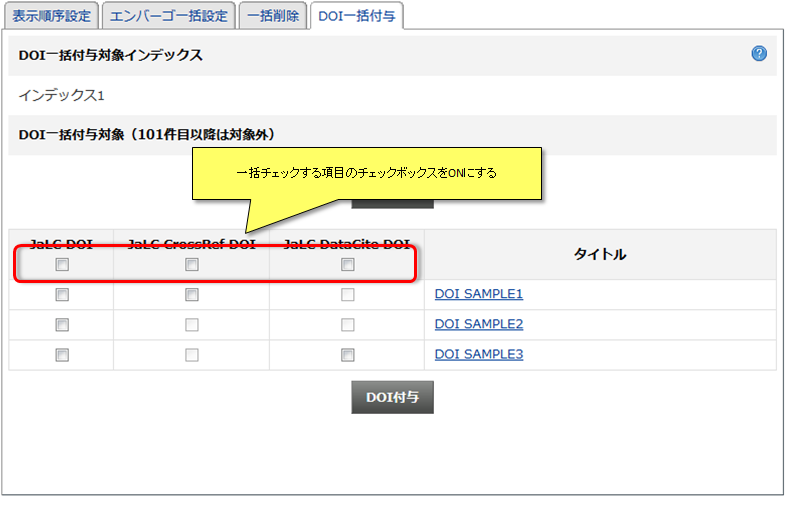 表示順序設定 エンバーゴ一括設定 一括削除 DOI一括付与
DOI一括付与対象インデックス
?
インデックス1
DOI一括付与対象（101件目以降は対象外）
一括チェックする項目のチェックボックスをONにする
JaLC DOI JaLC CrossRef DOI JaLC DataCite DOI タイトル
DOI SAMPLE1
DOI SAMPLE2
DOI SAMPLE3
DOI付与